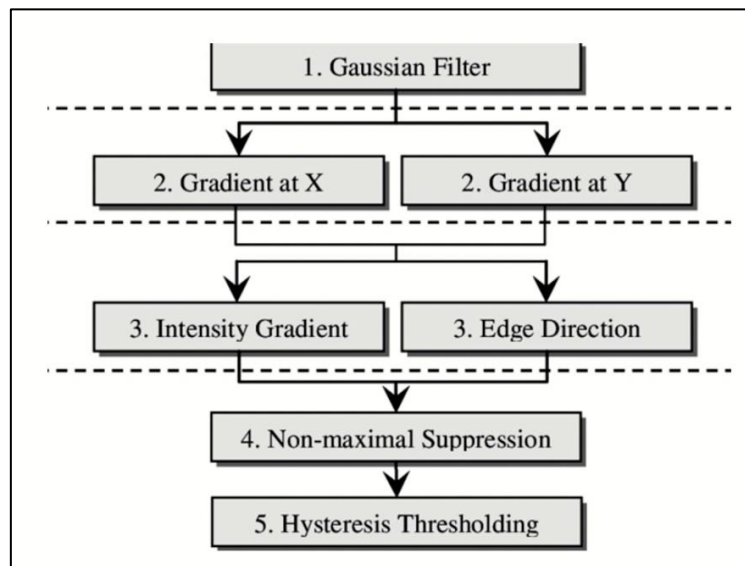 1. Gaussian Filter
2. Gradient at X
2. Gradient at Y
3. Intensity Gradient
3. Edge Direction
4. Non-maximal Suppression
5. Hysteresis Thresholding